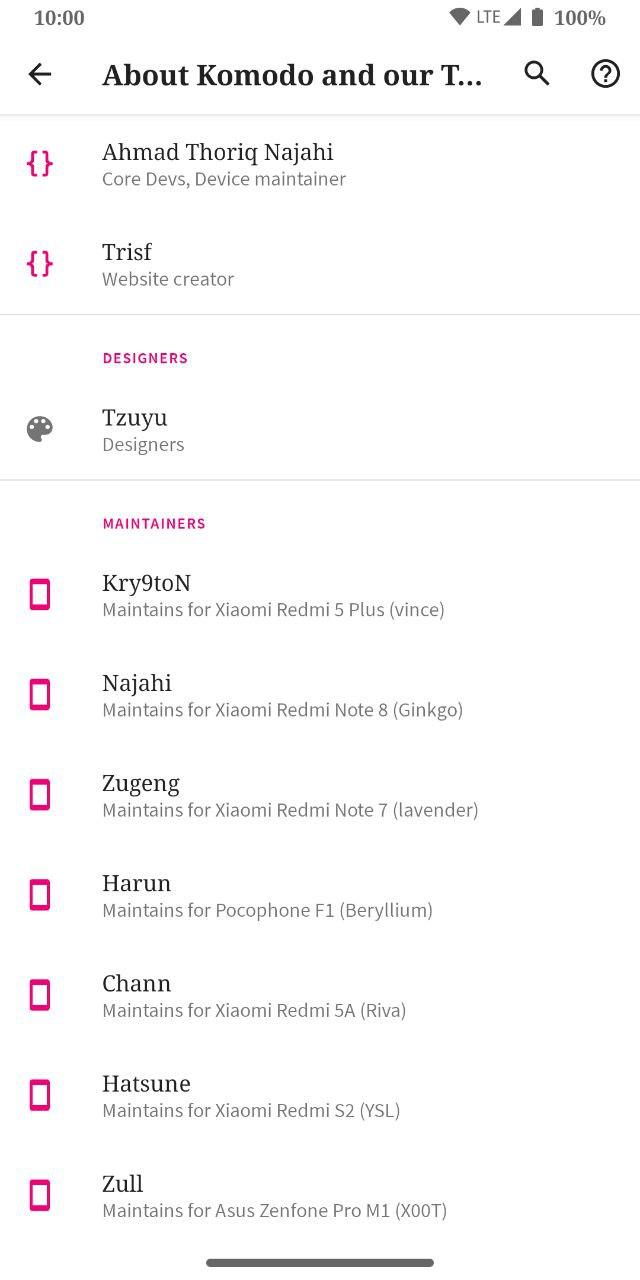 10:00 LTE 100%
About Komodo and our T...
Ahmad Thoriq Najahi
Core Devs, Device maintainer
Trisf
Website creator
DESIGNERS
Tzuyu
Designers
MAINTAINERS
Kry9toN
Maintains for Xiaomi Redmi 5 Plus (vince)
Najahi
Maintains for Xiaomi Redmi Note 8 (Ginkgo)
Zugeng
Maintains for Xiaomi Redmi Note 7 (lavender)
Harun
Maintains for Pocophone F1 (Beryllium)
Chann
Maintains for Xiaomi Redmi 5A (Riva)
Hatsune
Maintains for Xiaomi Redmi S2 (YSL)
Zull
Maintains for Asus Zenfone Pro M1 (X00T)